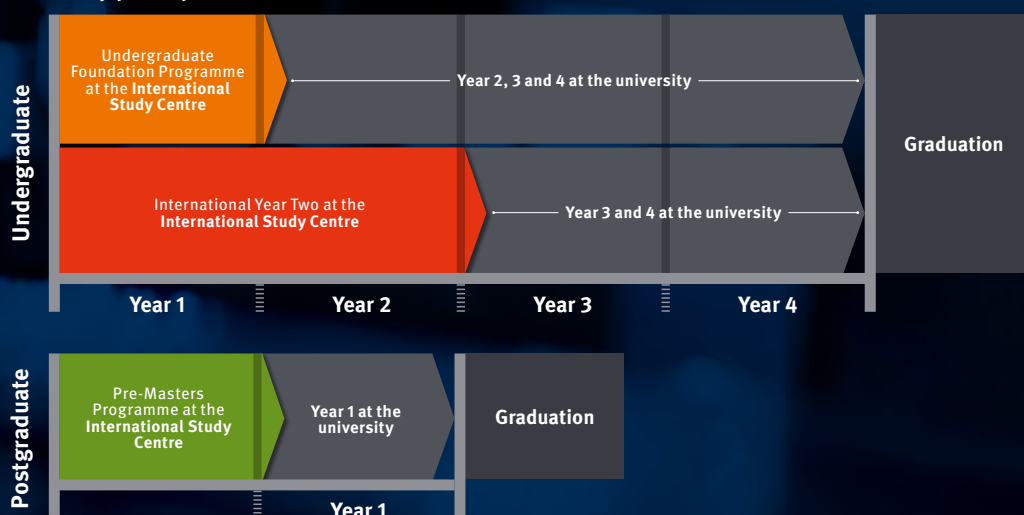 Undergraduate
Undergraduate
Foundation Programme
at the International
Study Centre
Year 2, 3 and 4 at the university
Graduation
International Year Two at the
International Study Centre
Year 3 and 4 at the university
Year 1
Year 2
Year 3
Year 4
Postgraduate
Pre-Masters
Programme at the
International Study
Centre
Year 1 at the
university
Graduation
Year 1